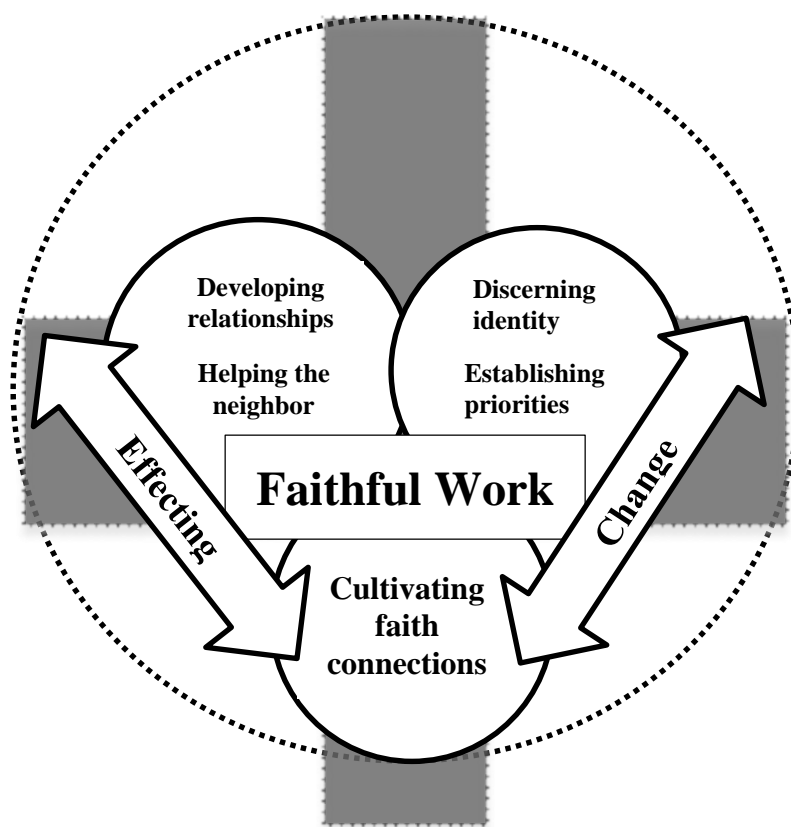 Developing
relationships
Helping the
neighbor
Discerning
identity
Establishing
priorities
Effecting
Faithful Work
Change
Cultivating
faith
connections